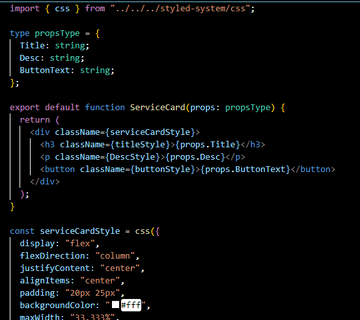 import { css } from "../../../styled-system/css";
type propsType = {
Title: string;
Desc: string;
ButtonText: string;
};
export default function ServiceCard(props: propsType) {
return (
<div className={serviceCardStyle}>
<h3 className={titleStyle}>{props.Title}</h3>
<p className={DescStyle}>{props.Desc}</p>
<button className={buttonStyle}>{props.ButtonText}</button>
</div>
);
}
const serviceCardStyle = css({
display: "flex",
flexDirection: "column",
justifyContent: "center",
alignItems: "center",
padding: "20px 25px",
backgroundColor: "#fff",
maxWidth: "33.333%",